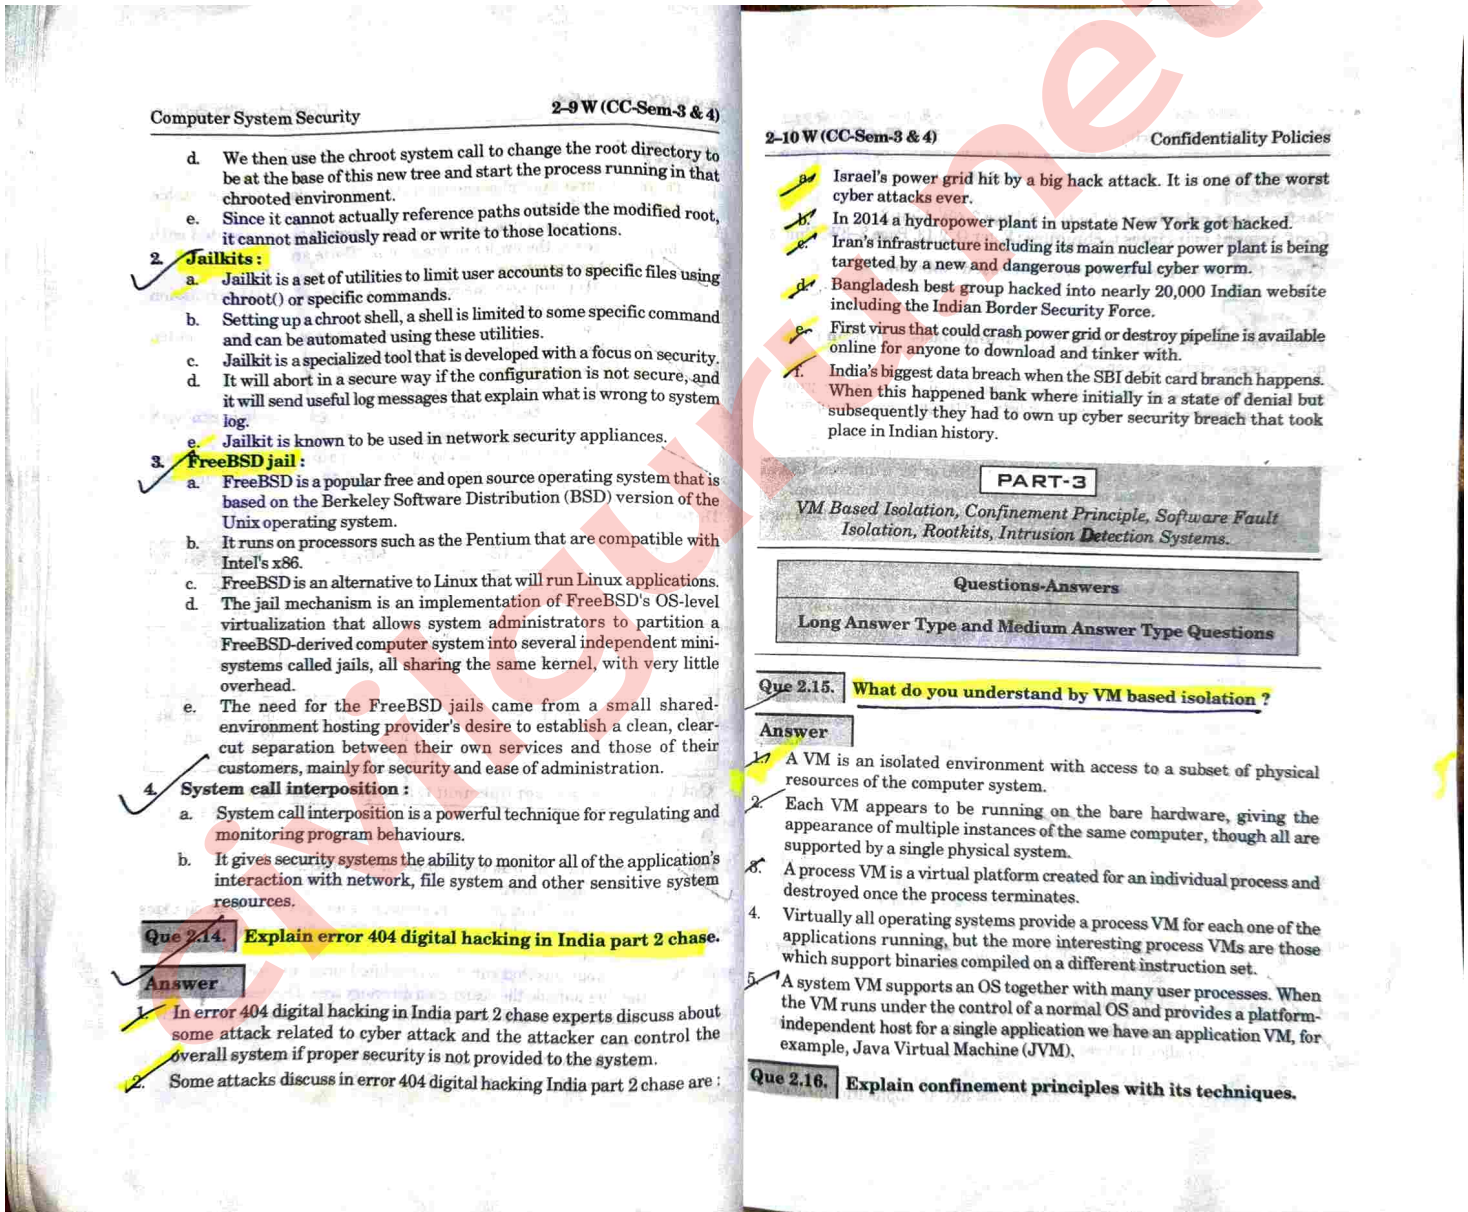 Computer System Security
2–9 W (CC-Sem-3 & 4)
d. We then use the chroot system call to change the root directory to
be at the base of this new tree and start the process running in that
chrooted environment.
e. Since it cannot actually reference paths outside the modified root,
it cannot maliciously read or write to those locations.
2. Jailkits :
a. Jailkit is a set of utilities to limit user accounts to specific files using
chroot() or specific commands.
b. Setting up a chroot shell, a shell is limited to some specific command
and can be automated using these utilities.
c. Jailkit is a specialized tool that is developed with a focus on security.
d. It will abort in a secure way if the configuration is not secure, and
it will send useful log messages that explain what is wrong to system
log.
e. Jailkit is known to be used in network security appliances.
3. FreeBSD jail :
a. FreeBSD is a popular free and open source operating system that is
based on the Berkeley Software Distribution (BSD) version of the
Unix operating system.
b. It runs on processors such as the Pentium that are compatible with
Intel's x86.
c. FreeBSD is an alternative to Linux that will run Linux applications.
d. The jail mechanism is an implementation of FreeBSD's OS-level
virtualization that allows system administrators to partition a
FreeBSD-derived computer system into several independent mini-
systems called jails, all sharing the same kernel, with very little
overhead.
e. The need for the FreeBSD jails came from a small shared-
environment hosting provider's desire to establish a clean, clear-
cut separation between their own services and those of their
customers, mainly for security and ease of administration.
4. System call interposition :
a. System call interposition is a powerful technique for regulating and
monitoring program behaviours.
b. It gives security systems the ability to monitor all of the application's
interaction with network, file system and other sensitive system
resources.
Que 2.14. Explain error 404 digital hacking in India part 2 chase.
Answer
1. In error 404 digital hacking in India part 2 chase experts discuss about
some attack related to cyber attack and the attacker can control the
overall system if proper security is not provided to the system.
2. Some attacks discuss in error 404 digital hacking India part 2 chase are :
2–10 W (CC-Sem-3 & 4)
Confidentiality Policies
a. Israel's power grid hit by a big hack attack. It is one of the worst
cyber attacks ever.
b. In 2014 a hydropower plant in upstate New York got hacked.
c. Iran's infrastructure including its main nuclear power plant is being
targeted by a new and dangerous powerful cyber worm.
d. Bangladesh best group hacked into nearly 20,000 Indian website
including the Indian Border Security Force.
e. First virus that could crash power grid or destroy pipeline is available
online for anyone to download and tinker with.
f. India's biggest data breach when the SBI debit card branch happens.
When this happened bank where initially in a state of denial but
subsequently they had to own up cyber security breach that took
place in Indian history.
PART-3
VM Based Isolation, Confinement Principle, Software Fault
Isolation, Rootkits, Intrusion Detection Systems.
Questions-Answers
Long Answer Type and Medium Answer Type Questions
Que 2.15. What do you understand by VM based isolation ?
Answer
1. A VM is an isolated environment with access to a subset of physical
resources of the computer system.
2. Each VM appears to be running on the bare hardware, giving the
appearance of multiple instances of the same computer, though all are
supported by a single physical system.
3. A process VM is a virtual platform created for an individual process and
destroyed once the process terminates.
4. Virtually all operating systems provide a process VM for each one of the
applications running, but the more interesting process VMs are those
which support binaries compiled on a different instruction set.
5. A system VM supports an OS together with many user processes. When
the VM runs under the control of a normal OS and provides a platform-
independent host for a single application we have an application VM, for
example, Java Virtual Machine (JVM).
Que 2.16. Explain confinement principles with its techniques.
civilguru.net